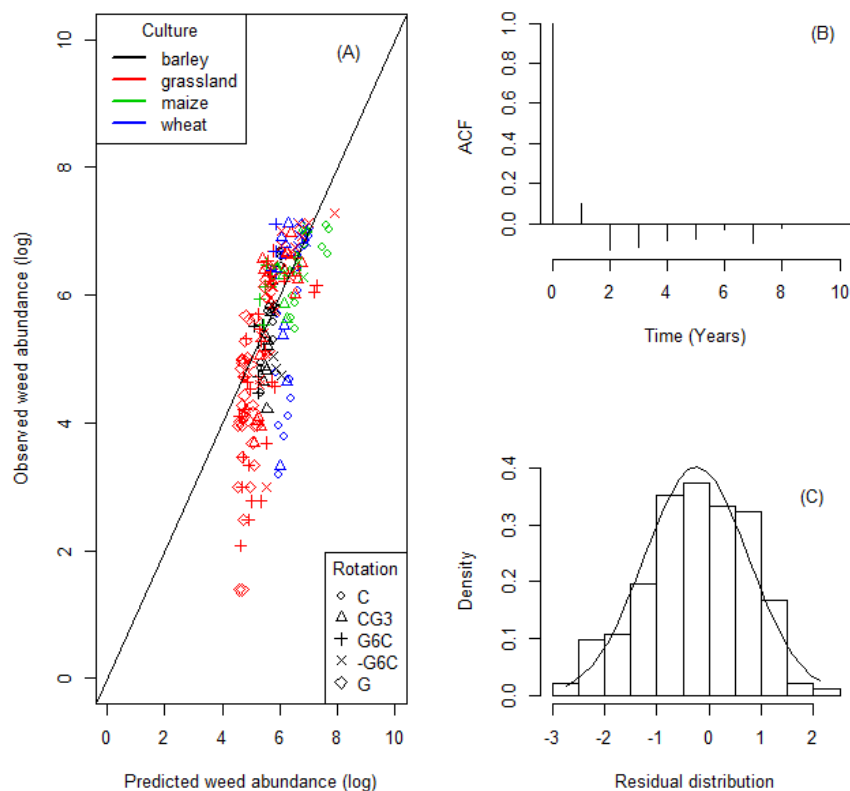 Culture
barley
grassland
maize
wheat
(A)
10
8
6
4
2
0
Observed weed abundance (log)
Rotation
C
CG3
G6C
-G6C
G
0 2 4 6 8 10
Predicted weed abundance (log)
(B)
1.0
0.8
0.6
0.4
0.2
0.0
ACF
0 2 4 6 8 10
Time (Years)
(C)
0.4
0.3
0.2
0.1
0.0
Density
-3 -2 -1 0 1 2
Residual distribution